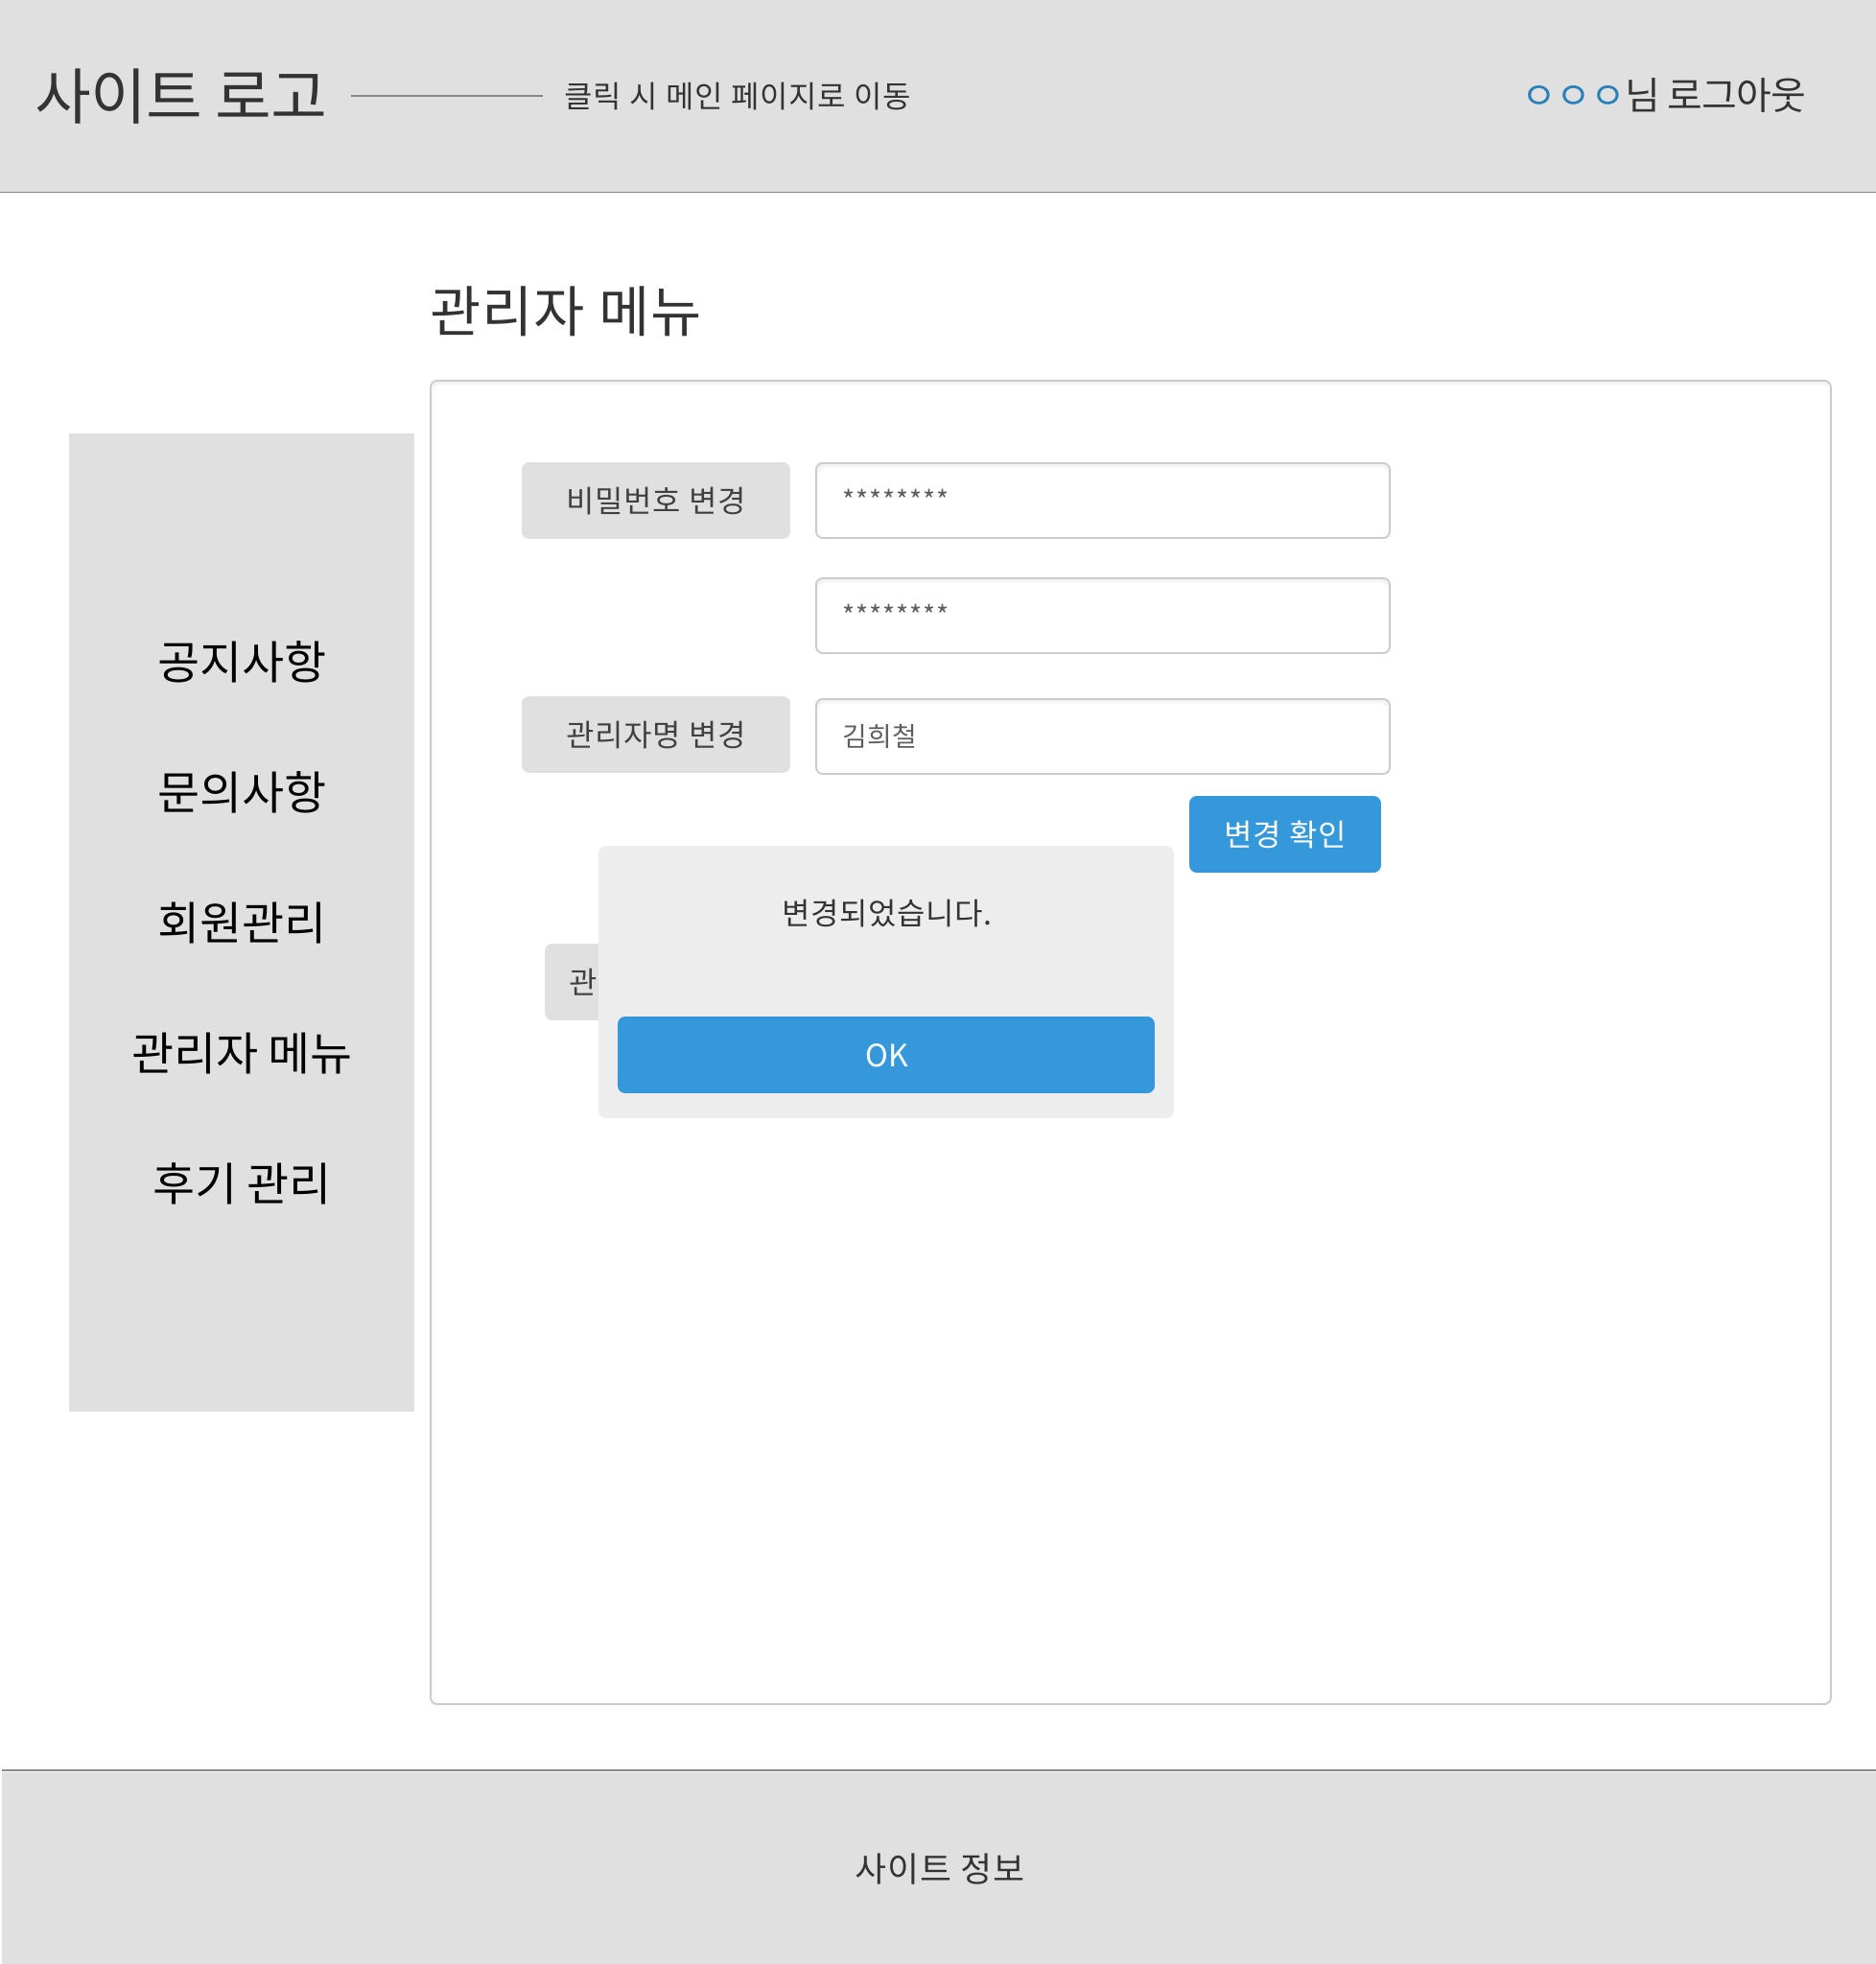 사이트 로고 클릭 시 메인 페이지로 이동 ㅇㅇㅇ님 로그아웃
관리자 메뉴
비밀번호 변경 ********
********
관리자명 변경 김희철
변경 확인
변경되었습니다.
관
OK
공지사항
문의사항
회원관리
관리자 메뉴
후기 관리
사이트 정보